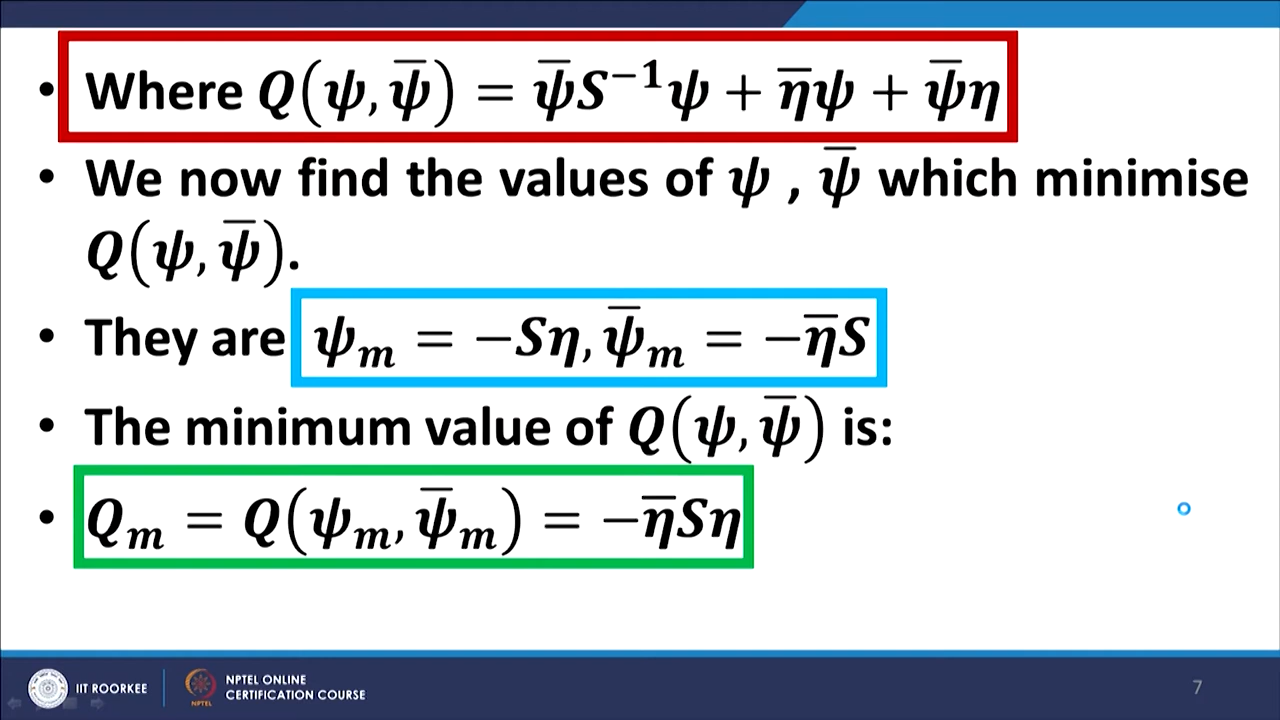 • Where Q(ψ, ψ̅) = ψ̅S⁻¹ψ + η̅ψ + ψ̅η
• We now find the values of ψ , ψ̅ which minimise
Q(ψ, ψ̅).
• They are ψₘ = −Sη, ψ̅ₘ = −η̅S
• The minimum value of Q(ψ, ψ̅) is:
• Qₘ = Q(ψₘ, ψ̅ₘ) = −η̅Sη
IIT ROORKEE
NPTEL
NPTEL ONLINE
CERTIFICATION COURSE
7